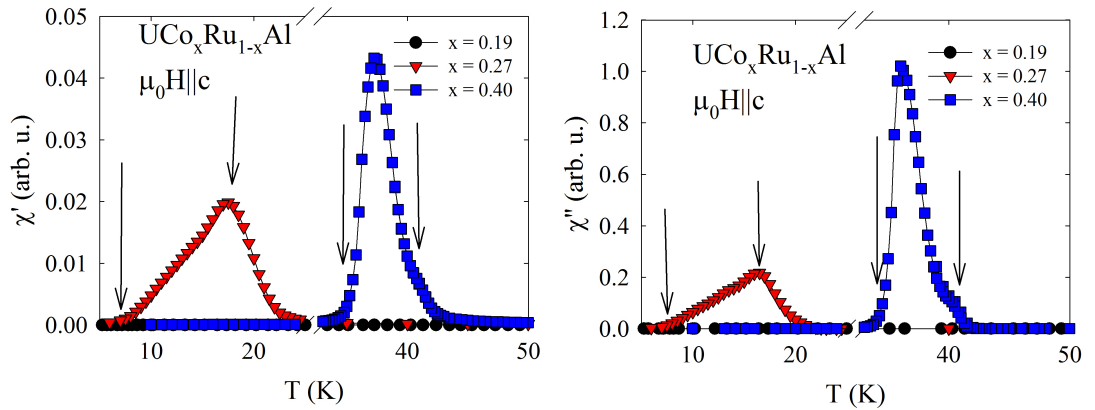 0.05
0.04
0.03
0.02
0.01
0.00
χ' (arb. u.)
UCoxRu1-xAl
μ0H||c
x = 0.19
x = 0.27
x = 0.40
10
20
40
50
T (K)
1.2
1.0
0.8
0.6
0.4
0.2
0.0
χ" (arb. u.)
UCoxRu1-xAl
μ0H||c
x = 0.19
x = 0.27
x = 0.40
10
20
40
50
T (K)